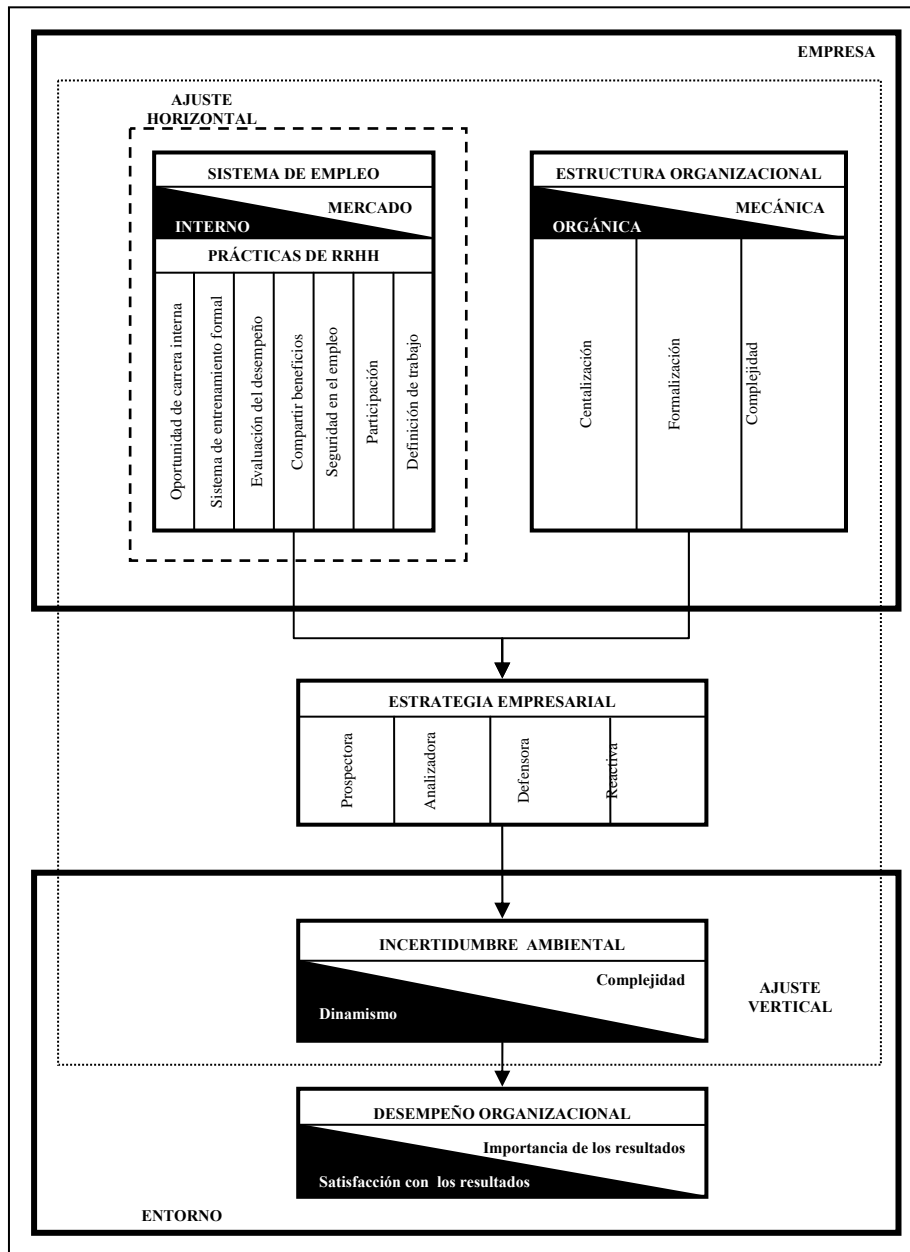 EMPRESA
AJUSTE
HORIZONTAL
SISTEMA DE EMPLEO
MERCADO
INTERNO
PRÁCTICAS DE RRHH
Oportunidad de carrera interna
Sistema de entrenamiento formal
Evaluación del desempeño
Compartir beneficios
Seguridad en el empleo
Participación
Definición de trabajo
ESTRUCTURA ORGANIZACIONAL
MECÁNICA
ORGÁNICA
Centalización
Formalización
Complejidad
ESTRATEGIA EMPRESARIAL
Prospectora
Analizadora
Defensora
Reactiva
INCERTIDUMBRE AMBIENTAL
Complejidad
Dinamismo
AJUSTE
VERTICAL
DESEMPEÑO ORGANIZACIONAL
Importancia de los resultados
Satisfacción con los resultados
ENTORNO